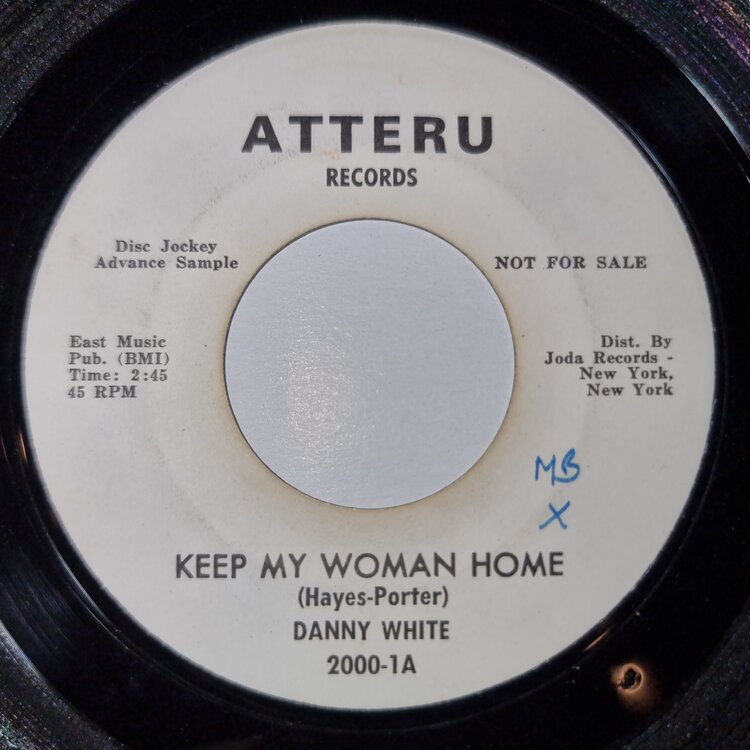 ATTERU
RECORDS
Disc Jockey
Advance Sample
NOT FOR SALE
East Music
Pub. (BMI)
Time: 2:45
45 RPM
Dist. By
Joda Records -
New York,
New York
MB
X
KEEP MY WOMAN HOME
(Hayes-Porter)
DANNY WHITE
2000-1A